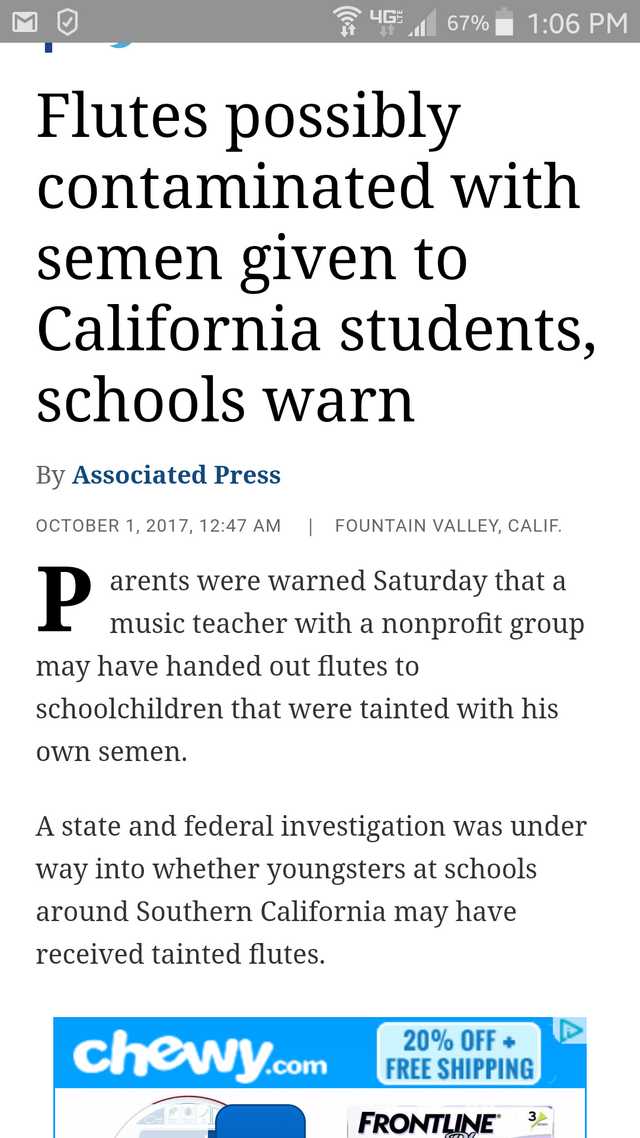 4G LTE 67% 1:06 PM
Flutes possibly
contaminated with
semen given to
California students,
schools warn
By Associated Press
OCTOBER 1, 2017, 12:47 AM | FOUNTAIN VALLEY, CALIF.
Parents were warned Saturday that a
music teacher with a nonprofit group
may have handed out flutes to
schoolchildren that were tainted with his
own semen.
A state and federal investigation was under
way into whether youngsters at schools
around Southern California may have
received tainted flutes.
chewy.com
20% OFF +
FREE SHIPPING
FRONTLINE
3